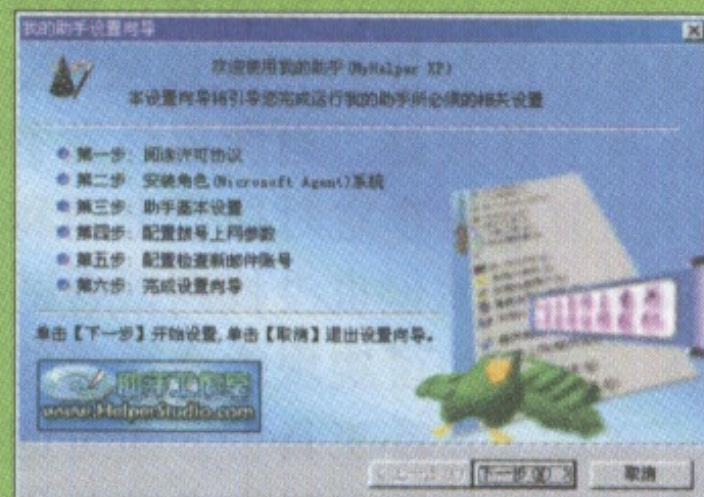 我的助手设置向导
欢迎使用我的助手(MyHelper XP)
本设置向导将引导您完成运行我的助手所必须的相关设置
第一步: 阅读许可协议
第二步: 安装角色(Microsoft Agent)系统
第三步: 助手基本设置
第四步: 配置拨号上网参数
第五步: 配置检查新邮件账号
第六步: 完成设置向导
单击【下一步】开始设置,单击【取消】退出设置向导。
www.HelperStudio.com
下一步(N) > 取消